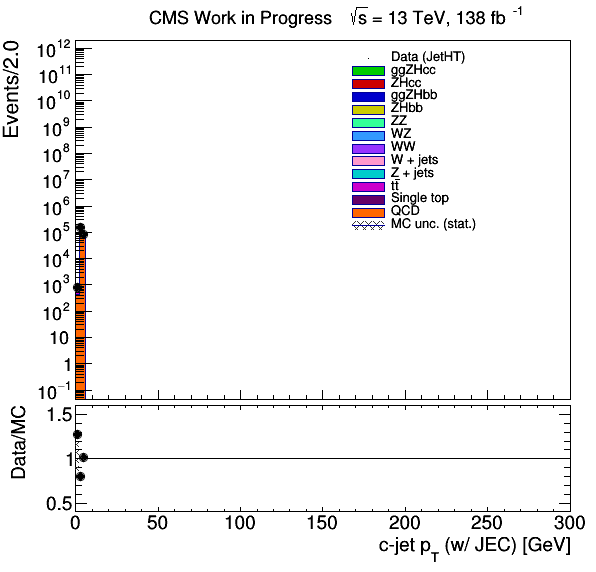 CMS Work in Progress √s = 13 TeV, 138 fb⁻¹
Events/2.0
10¹²
10¹¹
10¹⁰
10⁹
10⁸
10⁷
10⁶
10⁵
10⁴
10³
10²
10
1
10⁻¹
Data (JetHT)
ggZHcc
ZHcc
ggZHbb
ZHbb
ZZ
WZ
WW
W + jets
Z + jets
tt̄
Single top
QCD
MC unc. (stat.)
Data/MC
1.5
1
0.5
0 50 100 150 200 250 300
c-jet p_T (w/ JEC) [GeV]